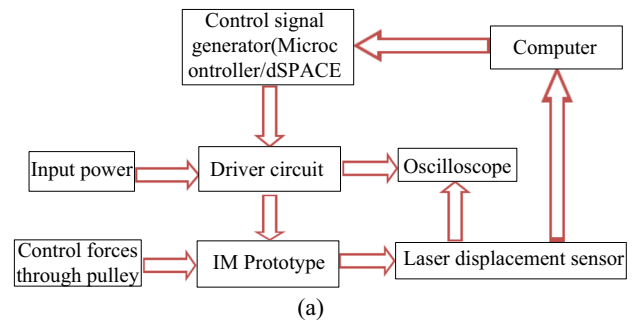 Control signal
generator(Microc
ontroller/dSPACE
Computer
Input power
Driver circuit
Oscilloscope
Control forces
through pulley
IM Prototype
Laser displacement sensor
(a)